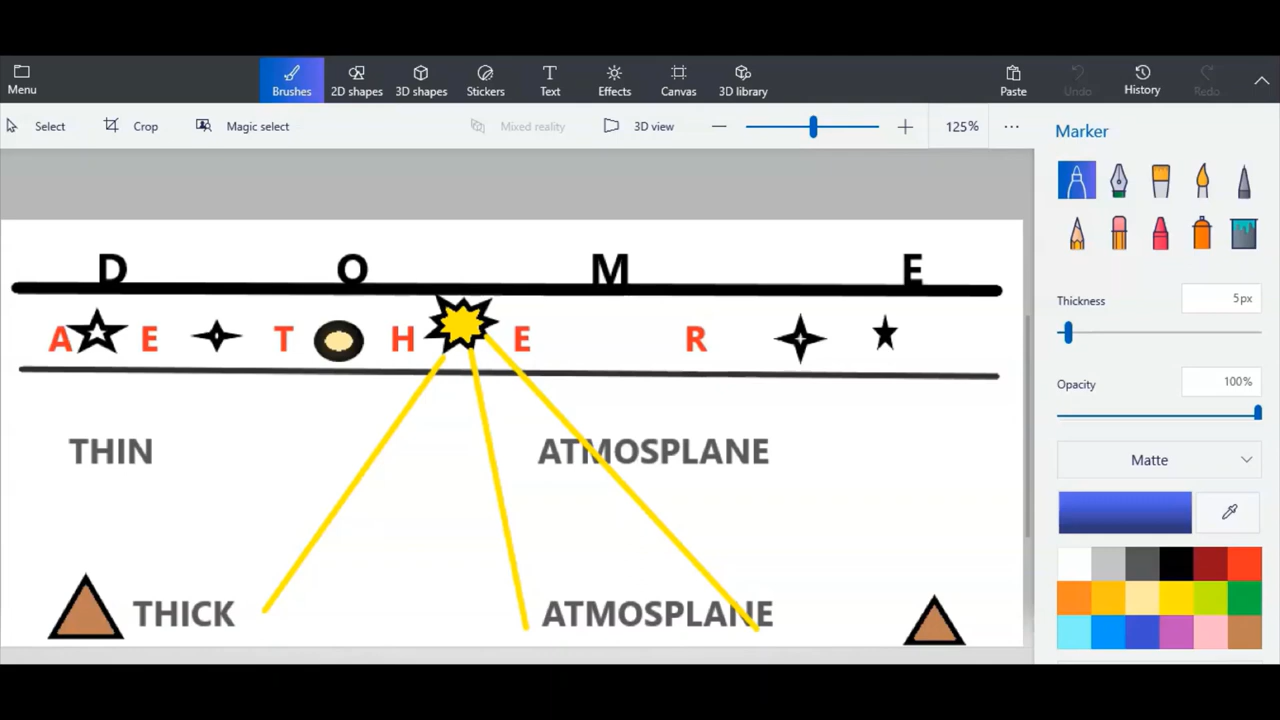 Menu Brushes 2D shapes 3D shapes Stickers Text Effects Canvas 3D library Paste Undo History Redo
Select Crop Magic select Mixed reality 3D view 125%
Marker
Thickness 5px
Opacity 100%
Matte
D O M E
A E T H E R
THIN ATMOSPLANE
THICK ATMOSPLANE